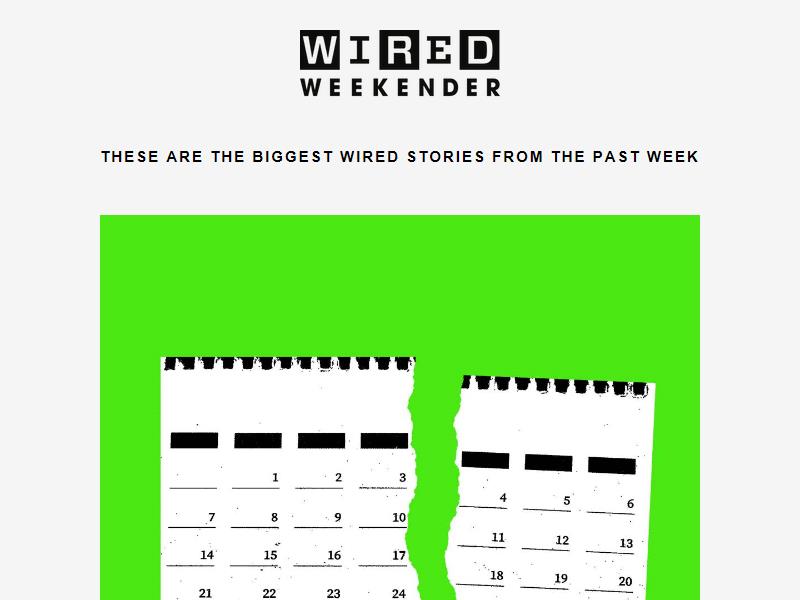 WIRED
WEEKENDER
THESE ARE THE BIGGEST WIRED STORIES FROM THE PAST WEEK
1 2 3 4 5 6
7 8 9 10 11 12 13
14 15 16 17 18 19 20
21 22 23 24